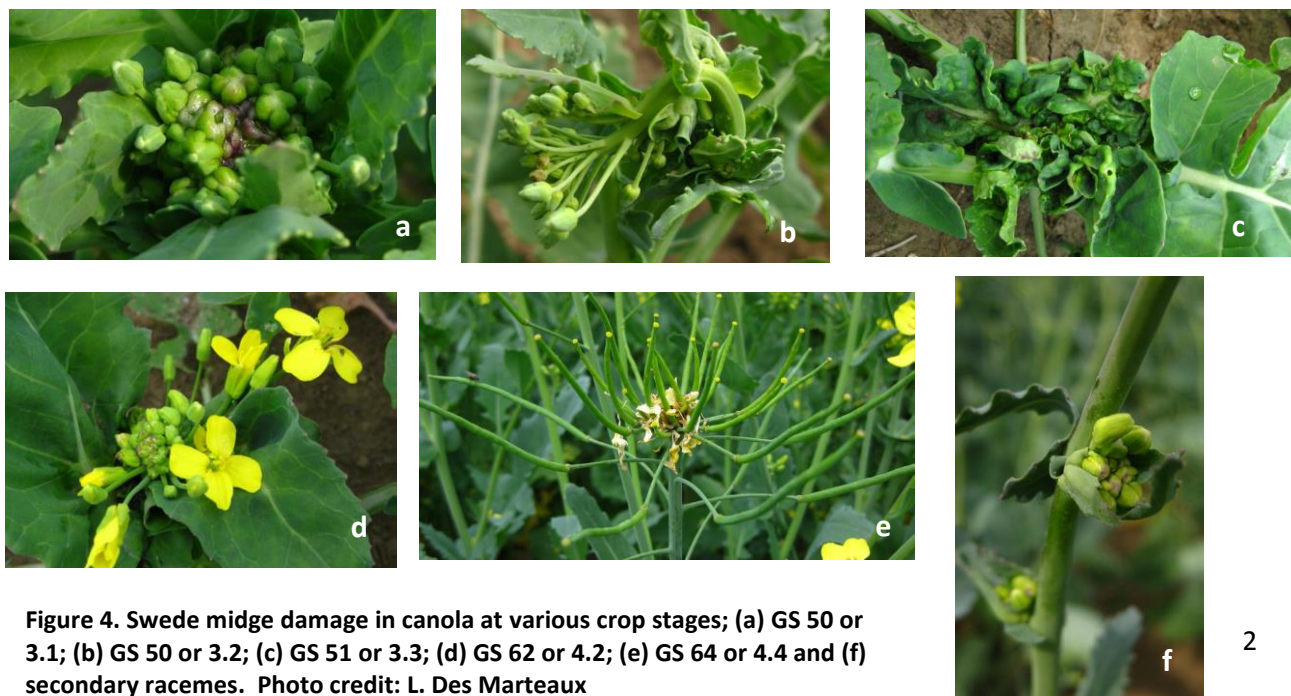 a
b
c
d
e
f
Figure 4. Swede midge damage in canola at various crop stages; (a) GS 50 or
3.1; (b) GS 50 or 3.2; (c) GS 51 or 3.3; (d) GS 62 or 4.2; (e) GS 64 or 4.4 and (f)
secondary racemes.  Photo credit: L. Des Marteaux
2